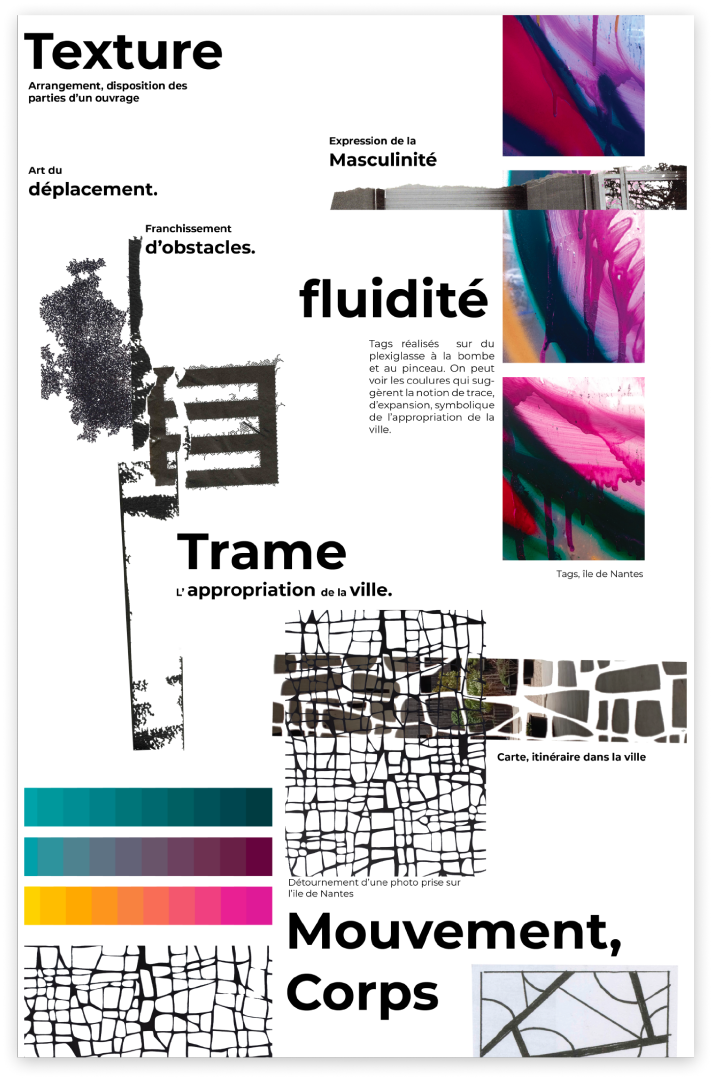 Texture
Arrangement, disposition des
parties d'un ouvrage
Expression de la
Masculinité
Art du
déplacement.
Franchissement
d'obstacles.
fluidité
Tags réalisés sur du
plexiglasse à la bombe
et au pinceau. On peut
voir les coulures qui sug-
gèrent la notion de trace,
d'expansion, symbolique
de l'appropriation de la
ville.
Trame
L' appropriation de la ville.
Tags, île de Nantes
Carte, itinéraire dans la ville
Détournement d'une photo prise sur
l'île de Nantes
Mouvement,
Corps